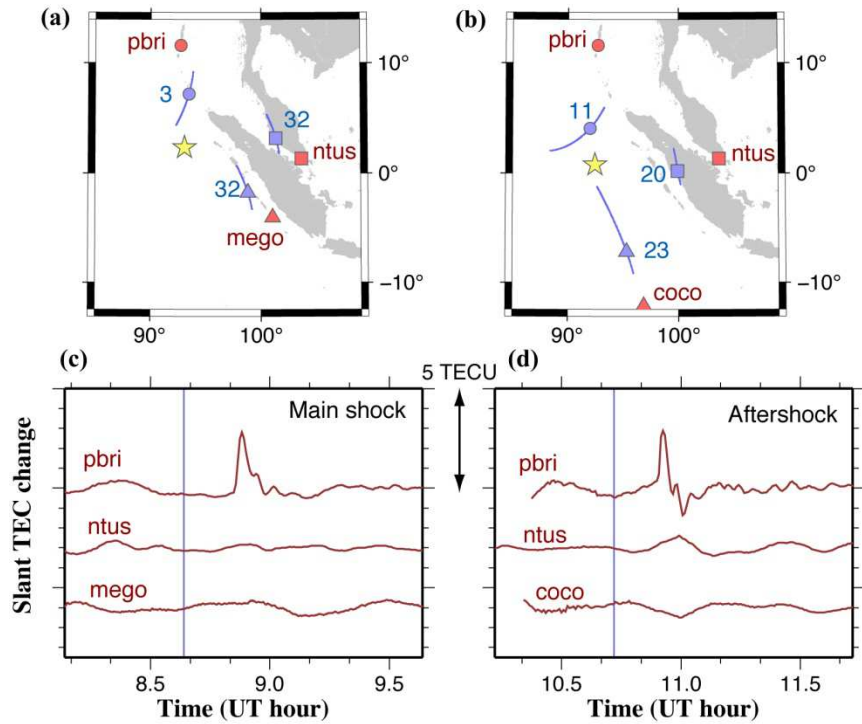 (a)
pbri
3
32
ntus
32
mego
10°
0°
−10°
90°
100°
(b)
pbri
11
20
ntus
23
coco
10°
0°
−10°
90°
100°
(c)
Main shock
pbri
ntus
mego
Slant TEC change
8.5
9.0
9.5
Time (UT hour)
5 TECU
(d)
Aftershock
pbri
ntus
coco
10.5
11.0
11.5
Time (UT hour)